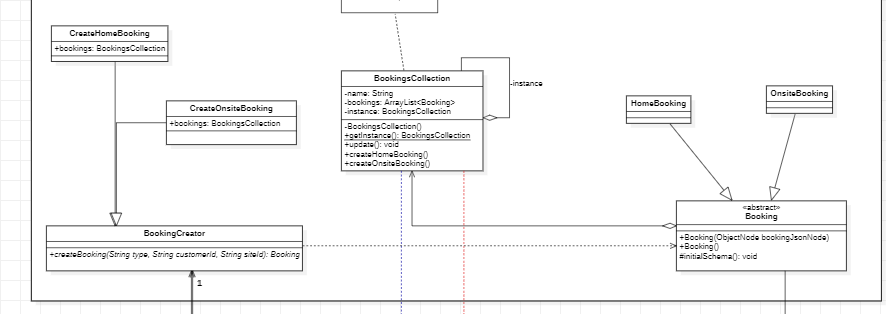 CreateHomeBooking
+bookings: BookingsCollection
CreateOnsiteBooking
+bookings: BookingsCollection
BookingsCollection
-name: String
-bookings: ArrayList<Booking>
-instance: BookingsCollection
-BookingsCollection()
+getInstance(): BookingsCollection
+update(): void
+createHomeBooking()
+createOnsiteBooking()
-instance
HomeBooking
OnsiteBooking
BookingCreator
+createBooking(String type, String customerId, String siteId): Booking
1
«abstract»
Booking
+Booking(ObjectNode bookingJsonNode)
+Booking()
#initialSchema(): void